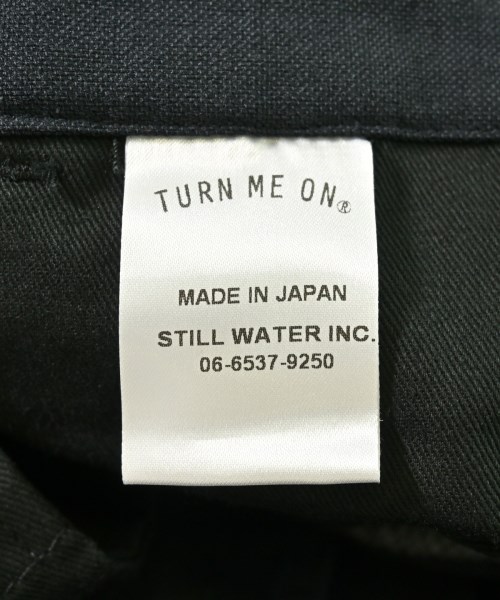 TURN ME ON®
MADE IN JAPAN
STILL WATER INC.
06-6537-9250